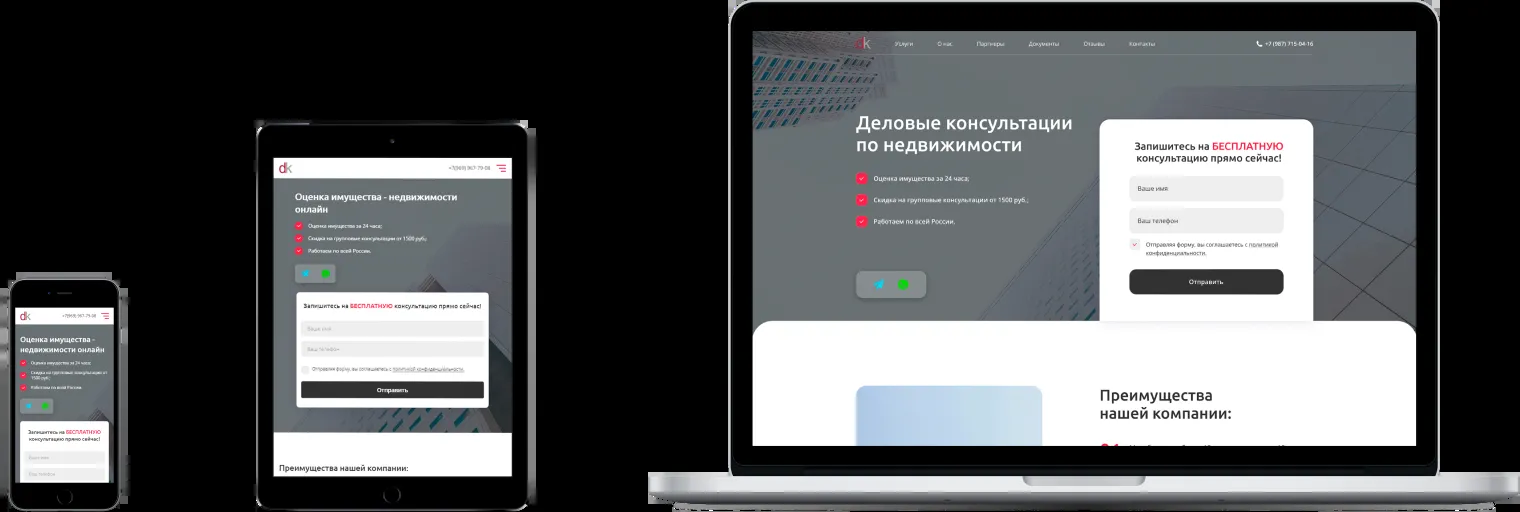 dk
+7(969) 967-79-08
Оценка имущества -
недвижимости онлайн
Оценка имущества за 24 часа;
Скидка на групповые консультации от
1500 руб.;
Работаем по всей России.
Запишитесь на БЕСПЛАТНУЮ
консультацию прямо сейчас!
Ваше имя
Ваш телефон
dk
+7(969) 967-79-08
Оценка имущества - недвижимости
онлайн
Оценка имущества за 24 часа;
Скидка на групповые консультации от 1500 руб.;
Работаем по всей России.
Запишитесь на БЕСПЛАТНУЮ консультацию прямо сейчас!
Ваше имя
Ваш телефон
Отправляя форму, вы соглашаетесь с политикой конфиденциальности.
Отправить
Преимущества нашей компании:
dk
Услуги
О нас
Партнеры
Документы
Отзывы
Контакты
+7 (987) 715-04-16
Деловые консультации
по недвижимости
Оценка имущества за 24 часа;
Скидка на групповые консультации от 1500 руб.;
Работаем по всей России.
Запишитесь на БЕСПЛАТНУЮ
консультацию прямо сейчас!
Ваше имя
Ваш телефон
Отправляя форму, вы соглашаетесь с политикой
конфиденциальности.
Отправить
Преимущества
нашей компании: